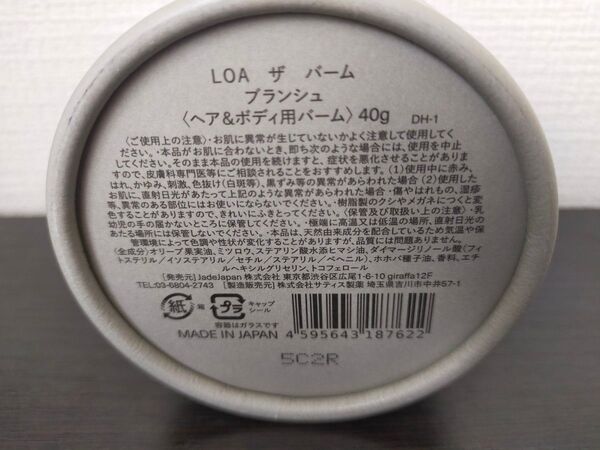 LOA ザ バーム
ブランシュ
〈ヘア&ボディ用バーム〉40g DH-1
〈ご使用上の注意〉・お肌に異常が生じていないかよく注意して使用してく
ださい。・本品がお肌に合わないとき、即ち次のような場合には、使用を中止
してください。そのまま本品の使用を続けますと、症状を悪化させることがありま
すので、皮膚科専門医等にご相談されることをおすすめします。(1)使用中に赤み、
はれ、かゆみ、刺激、色抜け(白斑等)、黒ずみ等の異常があらわれた場合(2)使用した
お肌に、直射日光があたって上記のような異常があらわれた場合・傷やはれもの、湿疹
等、異常のある部位にはお使いにならないでください。・樹脂製のクシやメガネにつくと変
色することがありますので、きれいにふきとってください。〈保管及び取扱い上の注意〉・乳
幼児の手の届かないところに保管してください。・極端に高温又は低温の場所、直射日光の
あたる場所には保管しないでください。・本品は、天然由来成分を配合しているため気温や保
管環境によって色調や性状が変化することがありますが、品質には問題ありません。
〈全成分〉オリーブ果実油、ミツロウ、ステアリン酸水添ヒマシ油、ダイマージリノール酸(フィ
トステリル/イソステアリル/セチル/ステアリル/ベヘニル)、ホホバ種子油、香料、エチ
ルヘキシルグリセリン、トコフェロール
[発売元]JadeJapan 株式会社 東京都渋谷区広尾1-6-10 giraffa12F
TEL:03-6804-2743 [製造販売元]株式会社サティス製薬 埼玉県吉川市中井57-1
紙 箱 プラ キャップ
シール
容器はガラスです
MADE IN JAPAN 4 595643 187622
5C2R